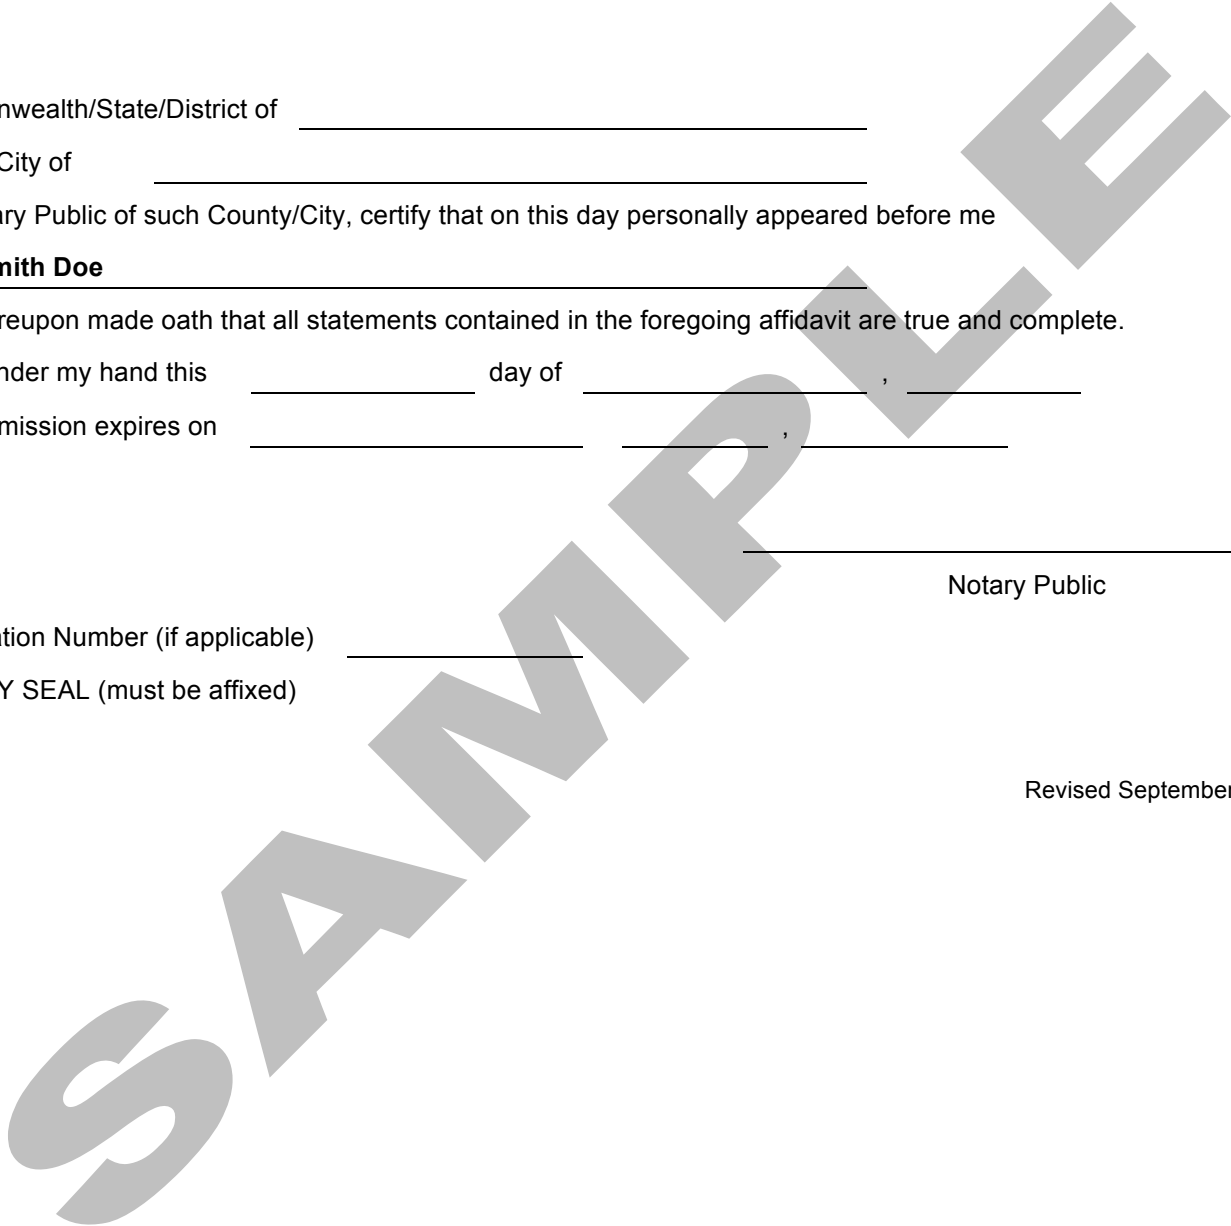 nwealth/State/District of
City of
ary Public of such County/City, certify that on this day personally appeared before me
mith Doe
reupon made oath that all statements contained in the foregoing affidavit are true and complete.
nder my hand this day of ,
mission expires on ,
Notary Public
ation Number (if applicable)
Y SEAL (must be affixed)
Revised September
SAMPLE